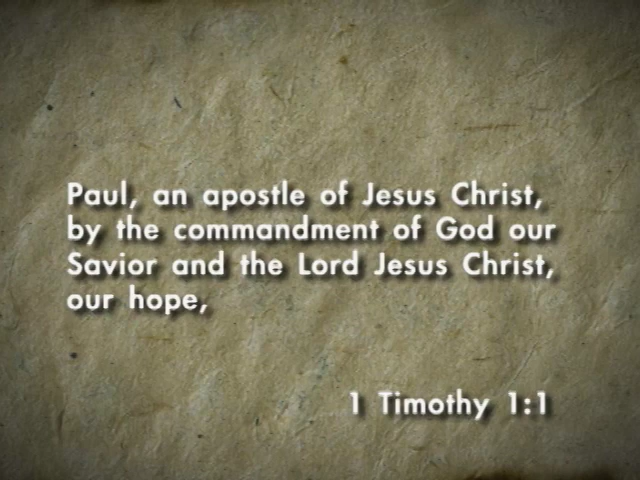 Paul, an apostle of Jesus Christ,
by the commandment of God our
Savior and the Lord Jesus Christ,
our hope,
1 Timothy 1:1